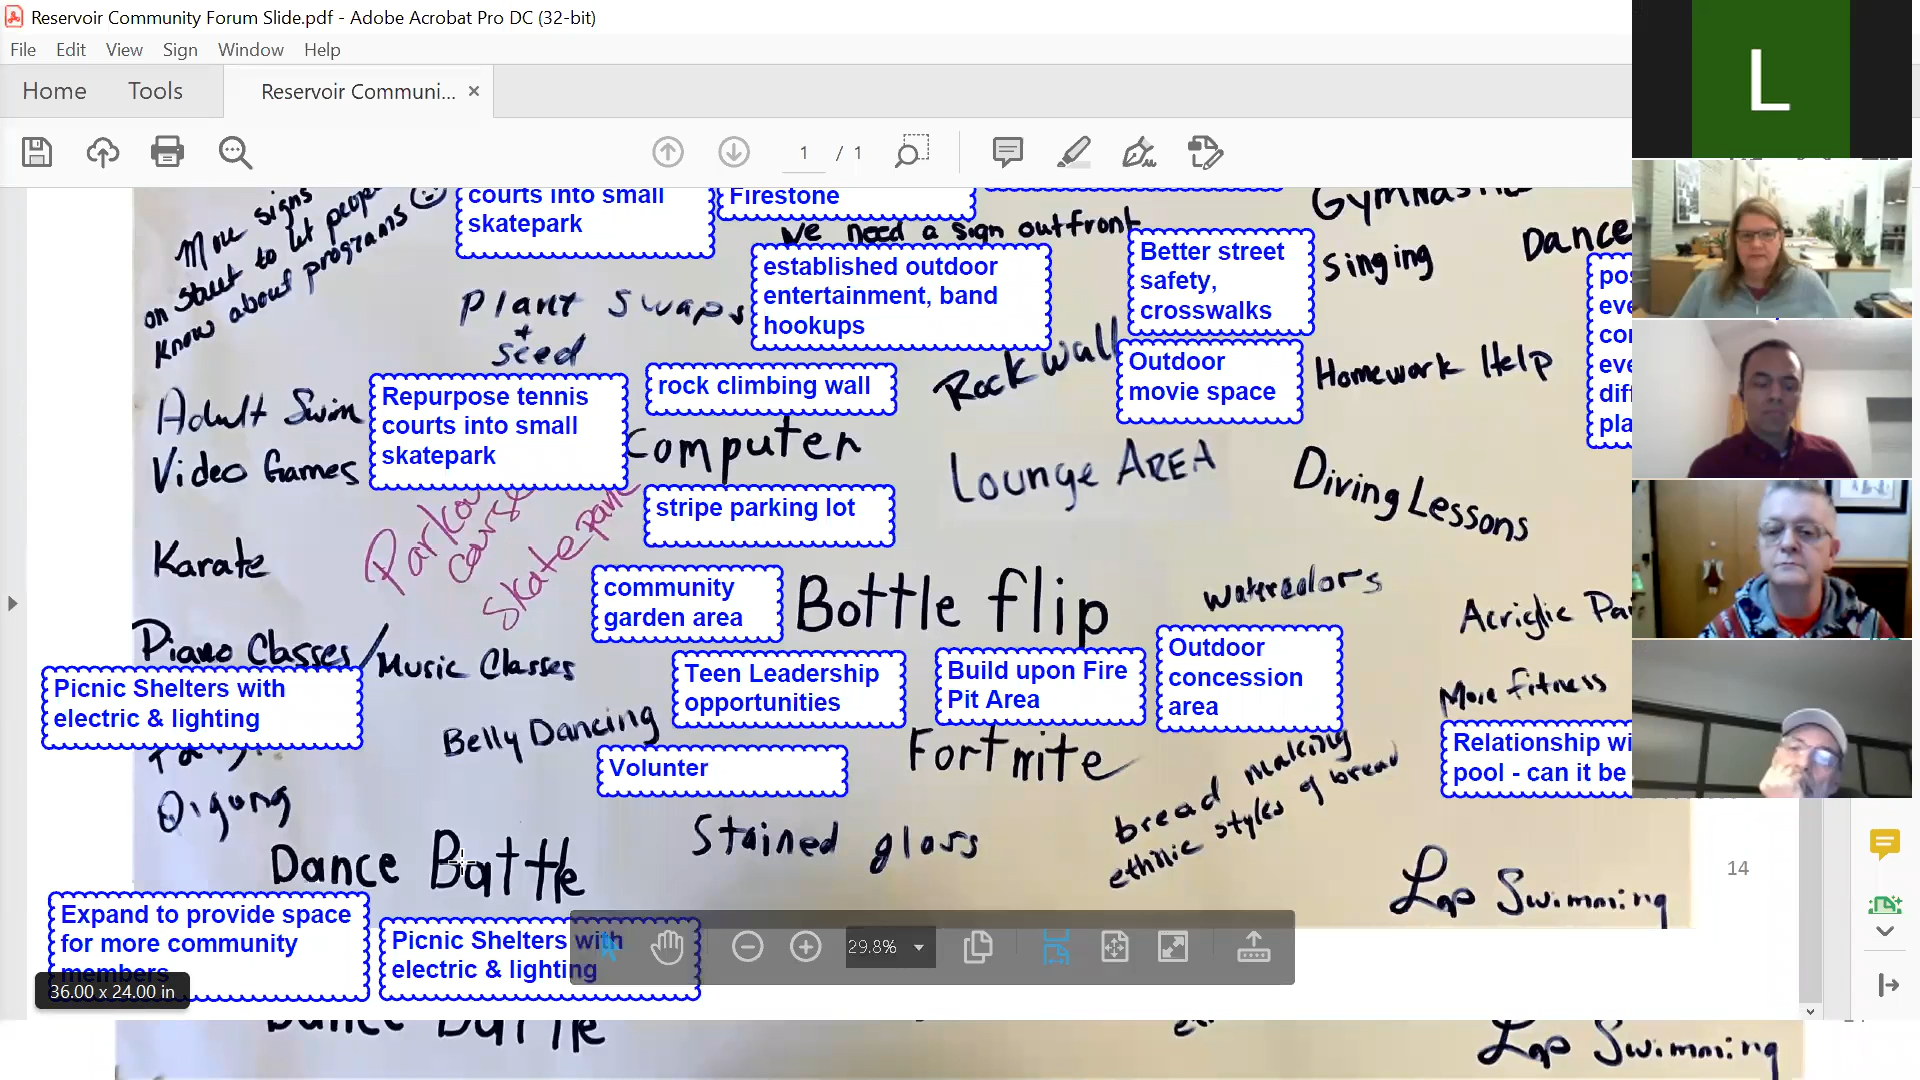 Reservoir Community Forum Slide.pdf - Adobe Acrobat Pro DC (32-bit)
File Edit View Sign Window Help
Home Tools Reservoir Communi... ×
1 / 1
L
More signs
on street to let
know about programs
courts into small
skatepark
Firestone
we need a sign outfront
established outdoor
entertainment, band
hookups
Better street
safety,
crosswalks
Outdoor
movie space
Singing
Dance
Plant Swaps
+
seed
rock climbing wall
Rock Wall
Homework Help
Adult Swim
Video Games
Repurpose tennis
courts into small
skatepark
Computer
Lounge AREA
Diving Lessons
stripe parking lot
Karate
community
garden area
Bottle flip
watercolors
Piano Classes/
Music Classes
Picnic Shelters with
electric & lighting
Teen Leadership
opportunities
Build upon Fire
Pit Area
Outdoor
concession
area
More fitness
Belly Dancing
Volunter
Fortnite
bread making
ethnic styles of bread
Relationship wi
pool - can it be
Qigong
Dance Battle
Stained glass
Lap Swimming
14
Expand to provide space
for more community
members
Picnic Shelters with
electric & lighting
29.8%
36.00 x 24.00 in
Dance Battle
Lap Swimming